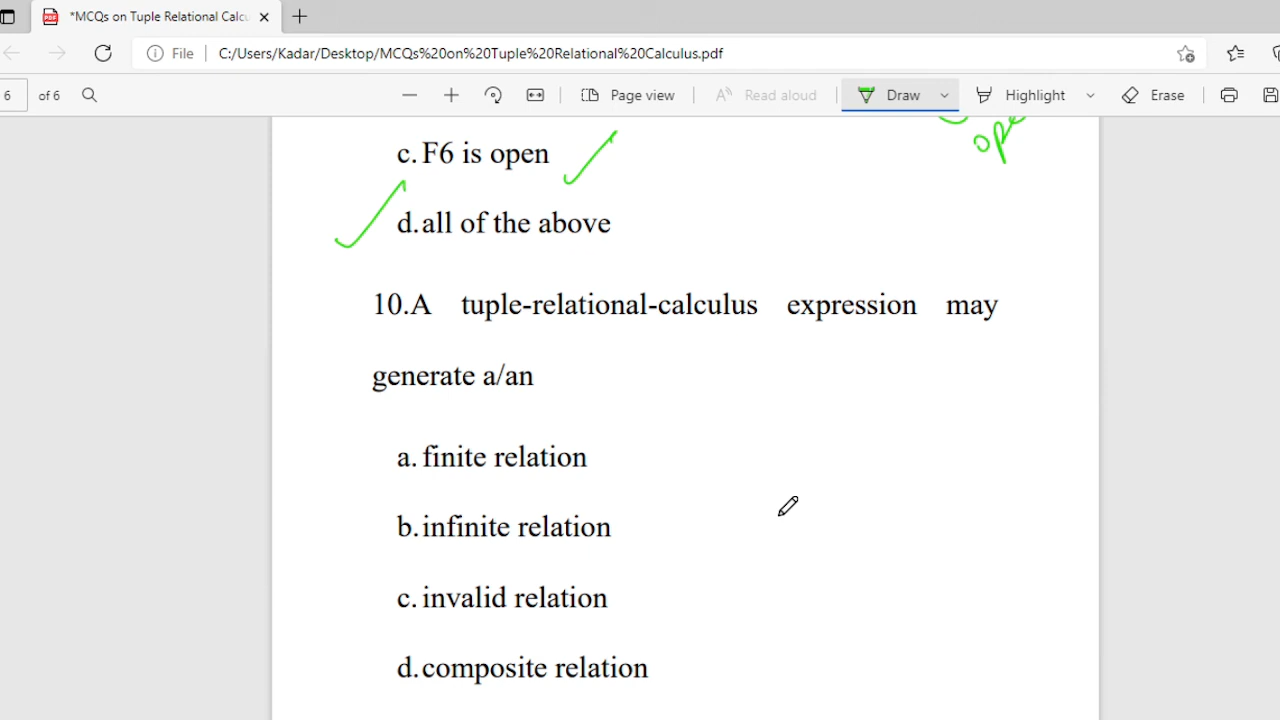 *MCQs on Tuple Relational Calcu
File C:/Users/Kadar/Desktop/MCQs%20on%20Tuple%20Relational%20Calculus.pdf
6 of 6 Page view Read aloud Draw Highlight Erase
ope
c. F6 is open
d. all of the above
10.A tuple-relational-calculus expression may
generate a/an
a. finite relation
b. infinite relation
c. invalid relation
d. composite relation